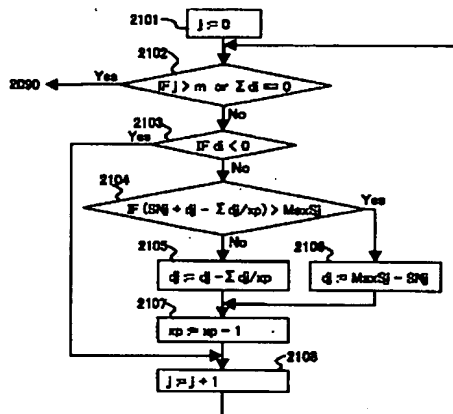 2101
j := 0
2102
Yes
2090
IF j > m or Σ di == 0
No
2103
Yes
IF di < 0
No
2104
IF (SNj + dj - Σ dj/xp) > MaxSj
Yes
No
2105
2106
dj := dj - Σ dj/xp
dj := MaxSj - SNj
2107
xp := xp - 1
2108
j := j + 1